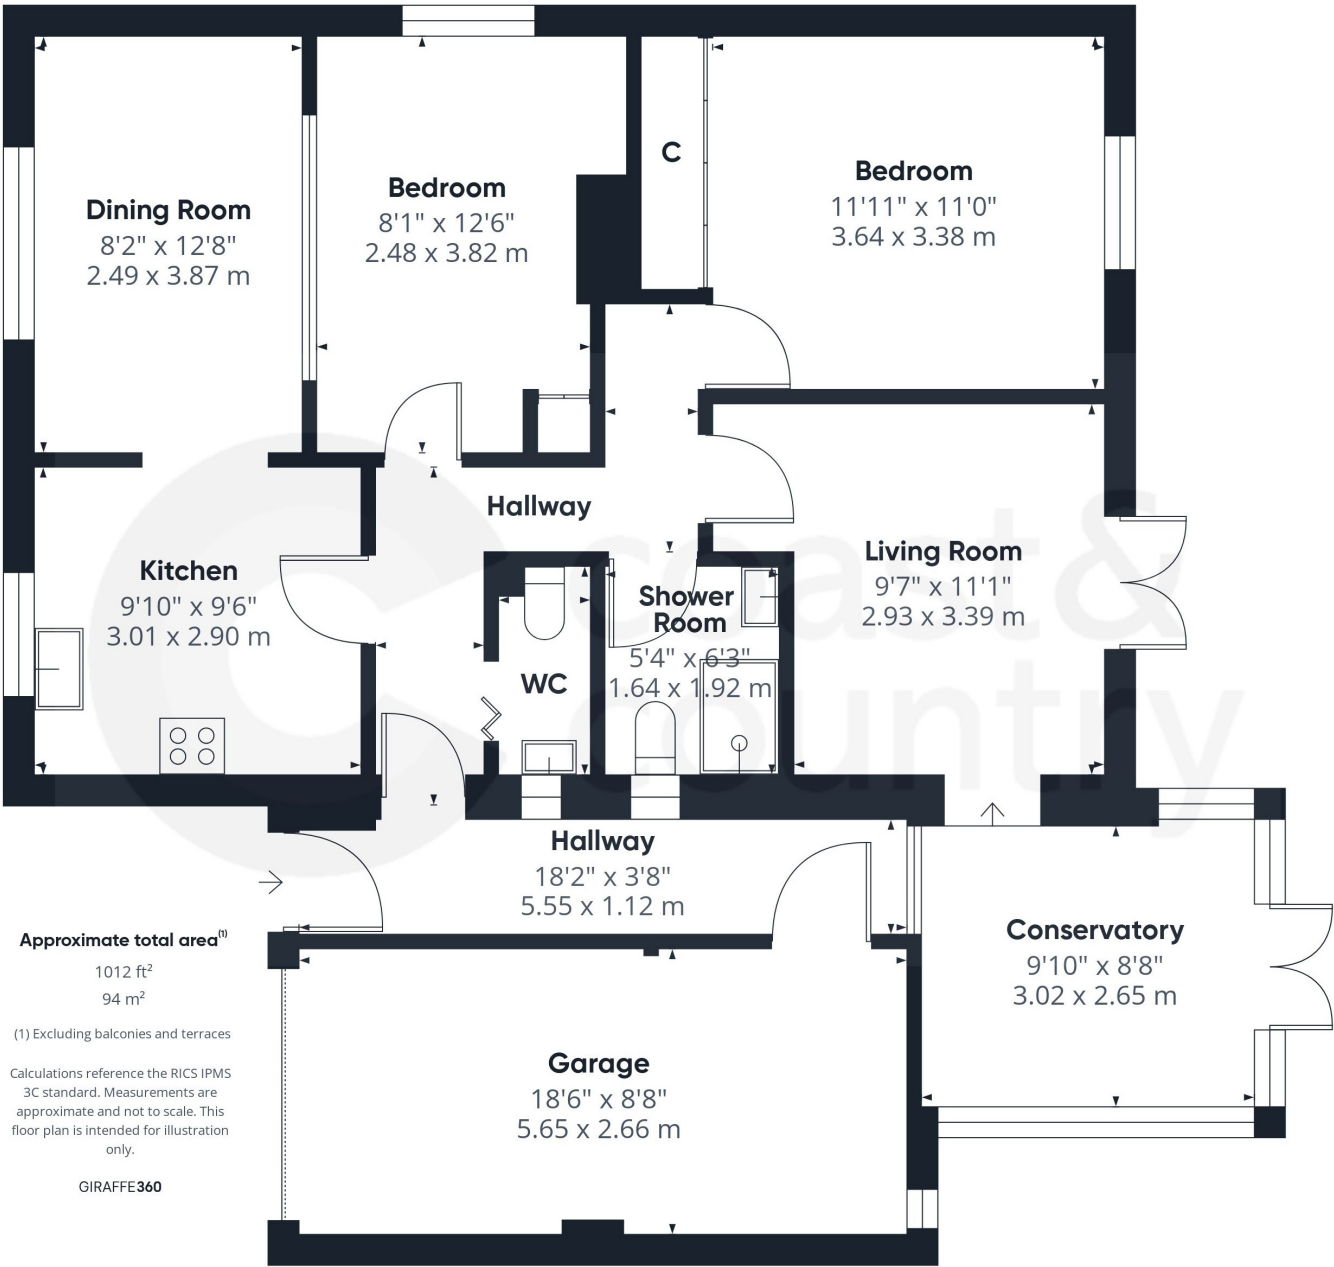 Dining Room
8'2" x 12'8"
2.49 x 3.87 m
Bedroom
8'1" x 12'6"
2.48 x 3.82 m
C
Bedroom
11'11" x 11'0"
3.64 x 3.38 m
Hallway
Kitchen
9'10" x 9'6"
3.01 x 2.90 m
WC
Shower
Room
5'4" x 6'3"
1.64 x 1.92 m
Living Room
9'7" x 11'1"
2.93 x 3.39 m
coast &
country
Hallway
18'2" x 3'8"
5.55 x 1.12 m
Conservatory
9'10" x 8'8"
3.02 x 2.65 m
Garage
18'6" x 8'8"
5.65 x 2.66 m
Approximate total area(1)
1012 ft²
94 m²
(1) Excluding balconies and terraces
Calculations reference the RICS IPMS
3C standard. Measurements are
approximate and not to scale. This
floor plan is intended for illustration
only.
GIRAFFE360